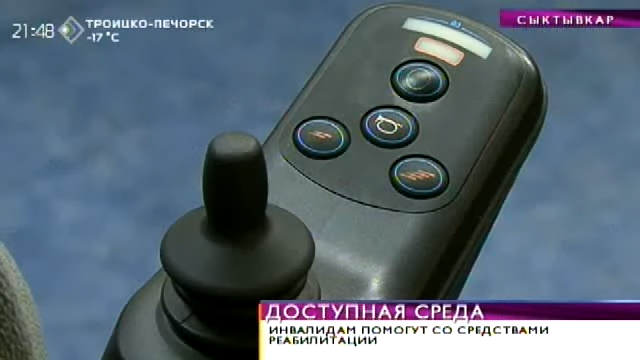 21:48
ТРОИЦКО-ПЕЧОРСК
-17 °C
СЫКТЫВКАР
ДОСТУПНАЯ СРЕДА
ИНВАЛИДАМ ПОМОГУТ СО СРЕДСТВАМИ
РЕАБИЛИТАЦИИ